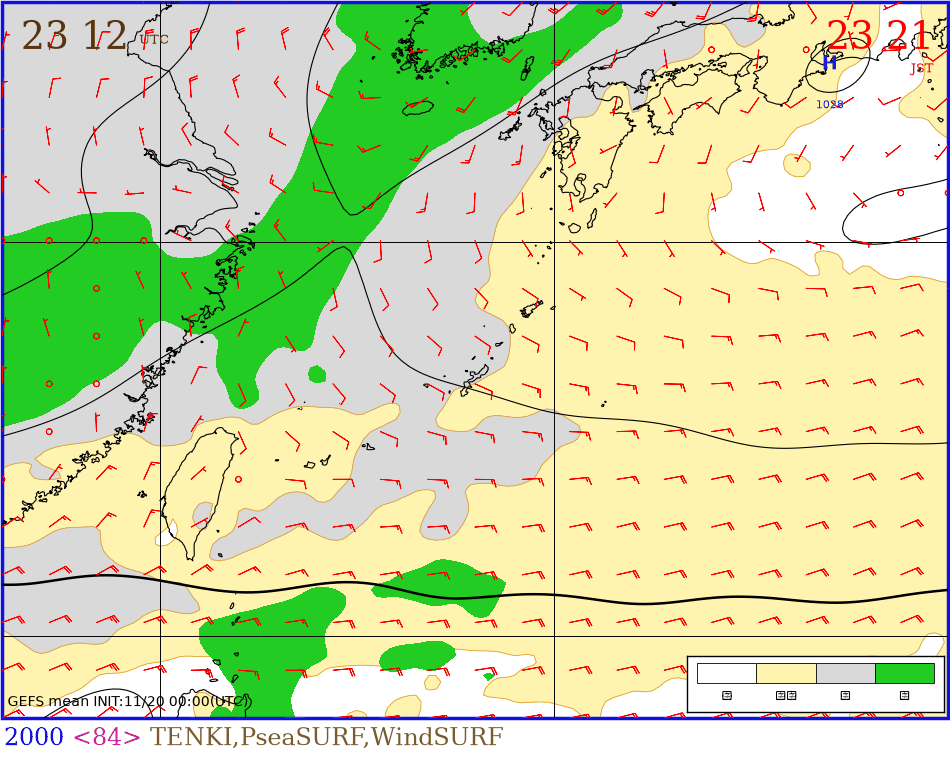 23 12 UTC
23 21 JST
H
1028
GEFS mean INIT:11/20 00:00(UTC)
2000 <84> TENKI,PseaSURF,WindSURF